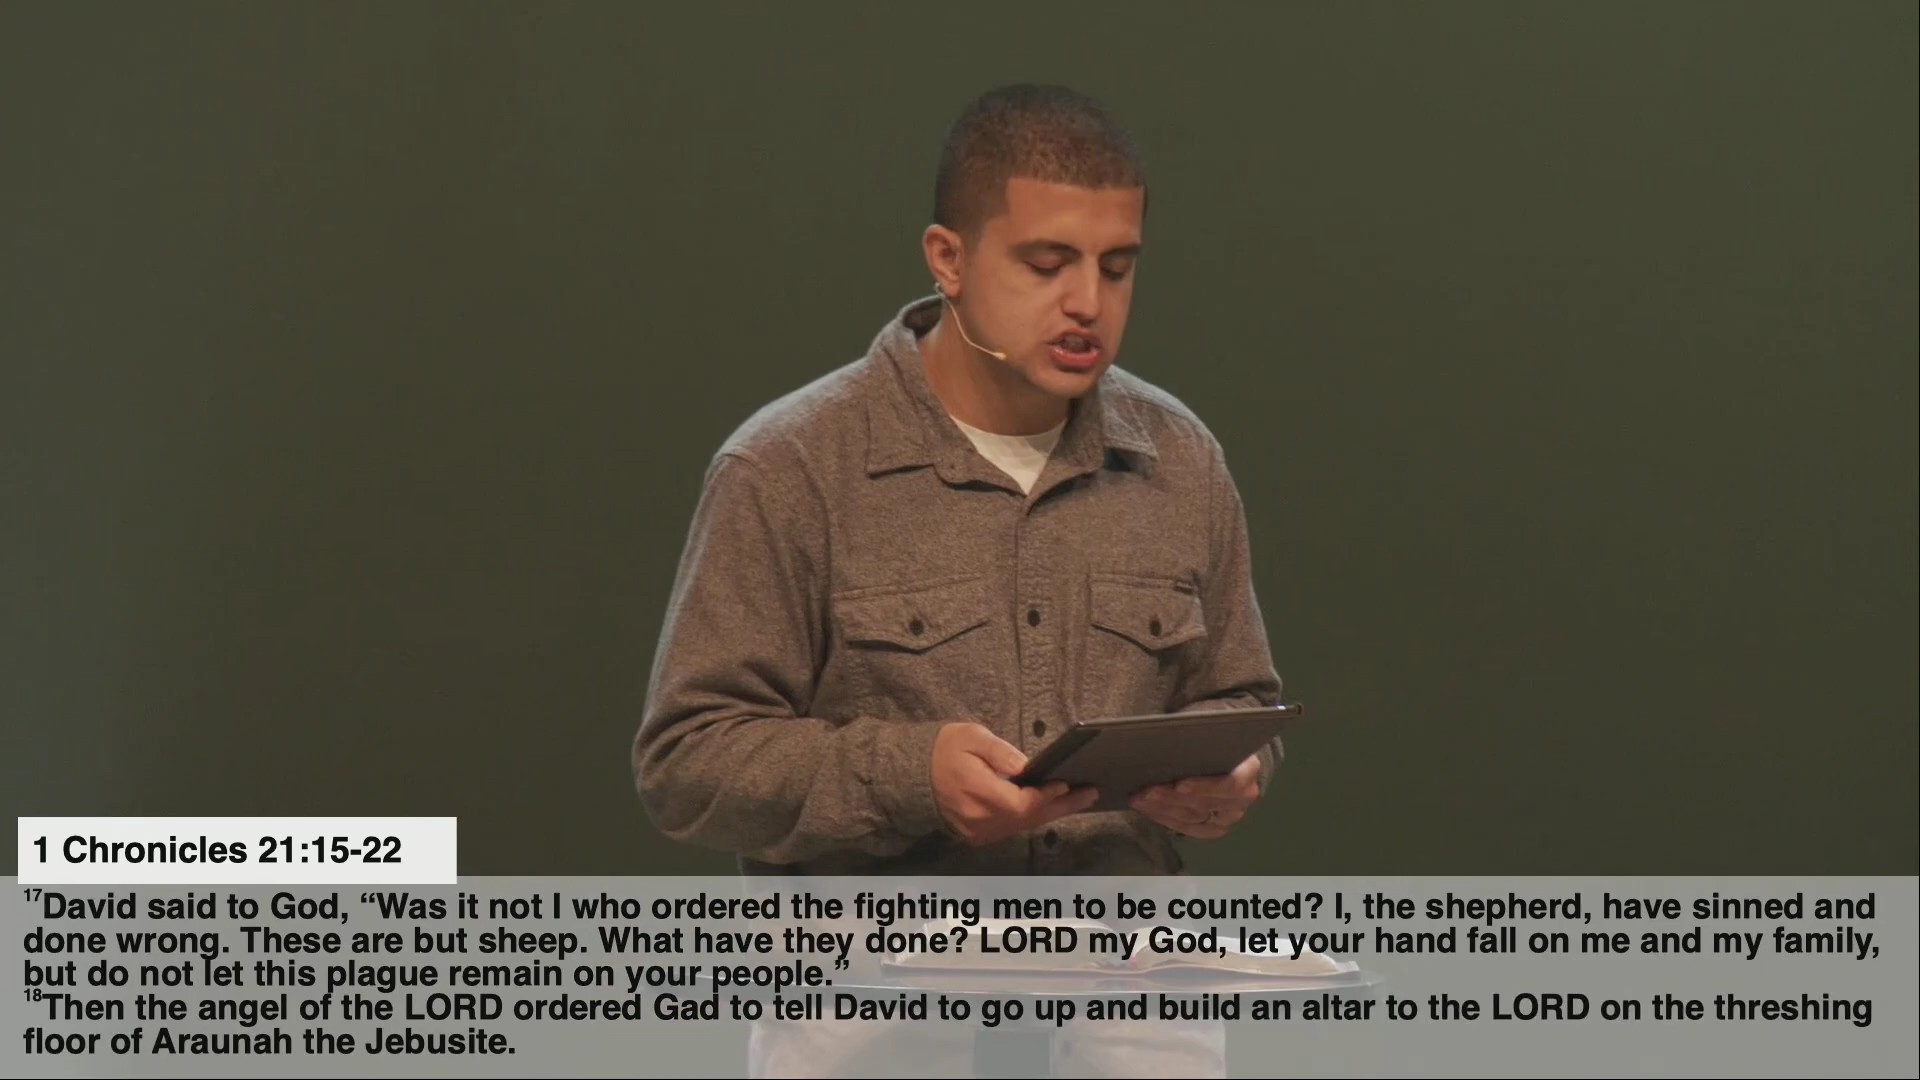 1 Chronicles 21:15-22
17David said to God, “Was it not I who ordered the fighting men to be counted? I, the shepherd, have sinned and
done wrong. These are but sheep. What have they done? LORD my God, let your hand fall on me and my family,
but do not let this plague remain on your people.”
18Then the angel of the LORD ordered Gad to tell David to go up and build an altar to the LORD on the threshing
floor of Araunah the Jebusite.